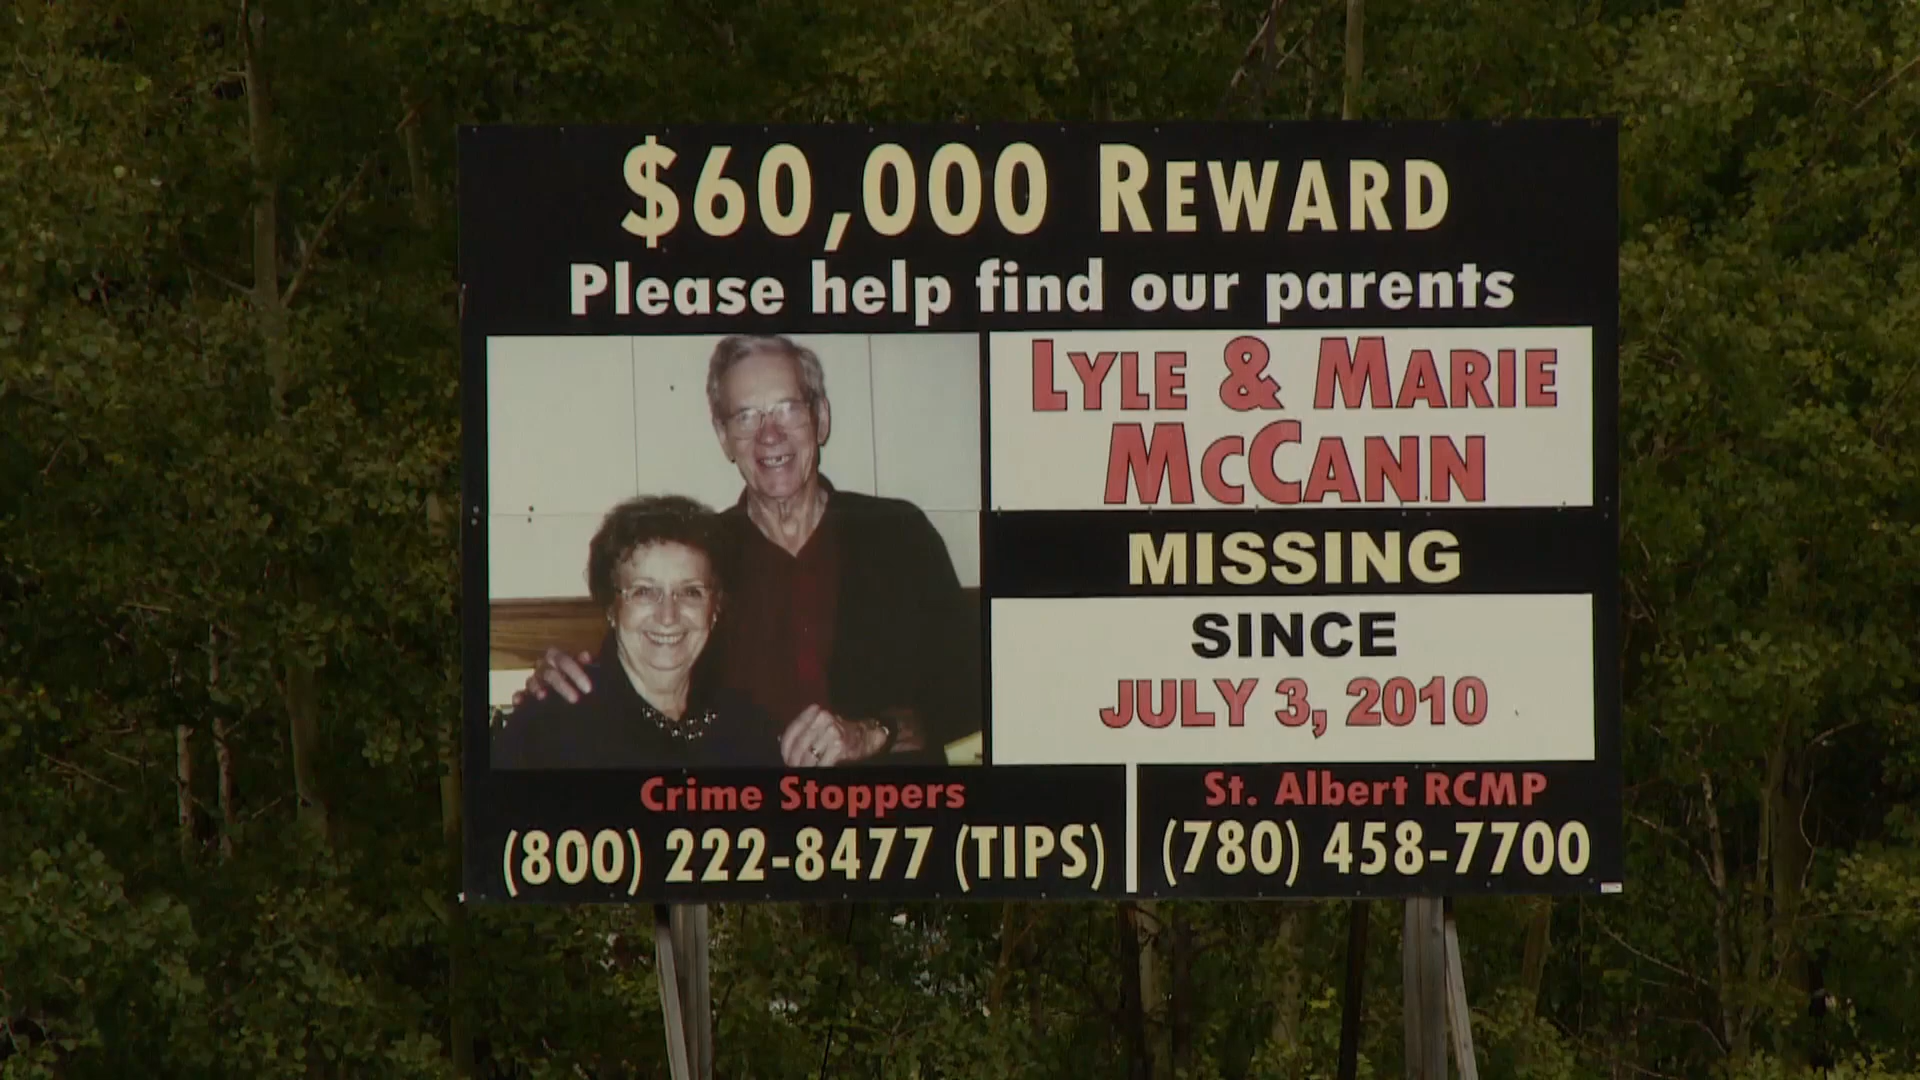 $60,000 REWARD
Please help find our parents
LYLE & MARIE
MCCANN
MISSING
SINCE
JULY 3, 2010
Crime Stoppers
(800) 222-8477 (TIPS)
St. Albert RCMP
(780) 458-7700